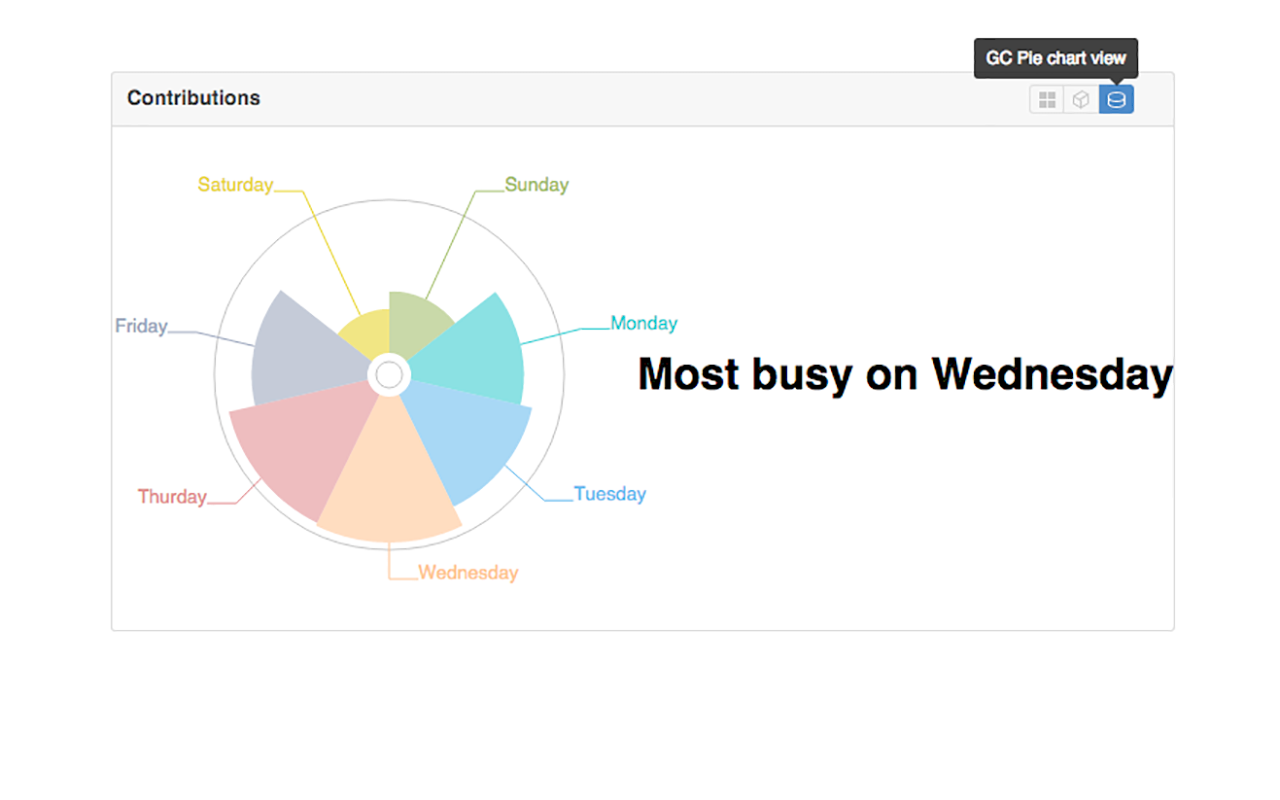 GC Pie chart view
Contributions
Saturday
Sunday
Friday
Monday
Most busy on Wednesday
Thurday
Tuesday
Wednesday